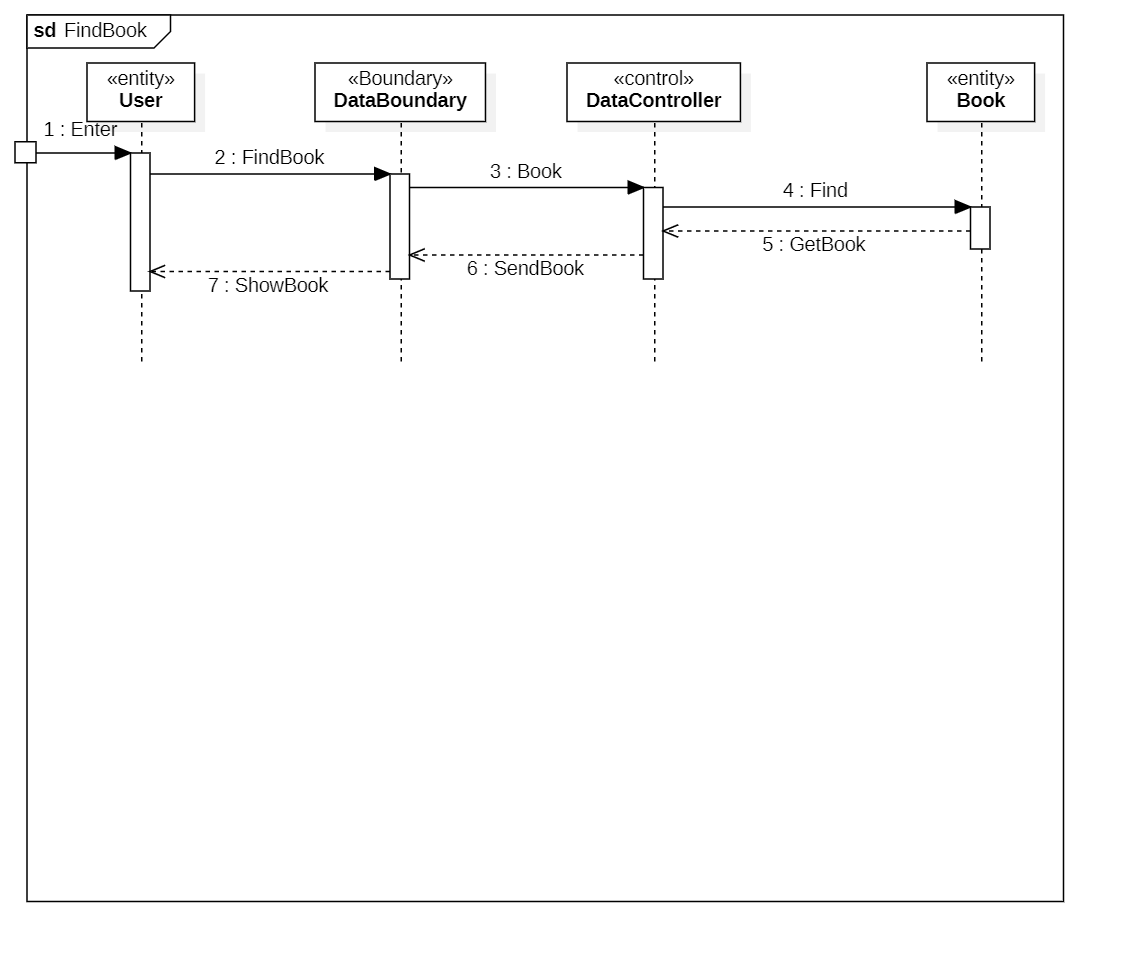 sd FindBook
«entity»
User
«Boundary»
DataBoundary
«control»
DataController
«entity»
Book
1 : Enter
2 : FindBook
3 : Book
4 : Find
5 : GetBook
6 : SendBook
7 : ShowBook